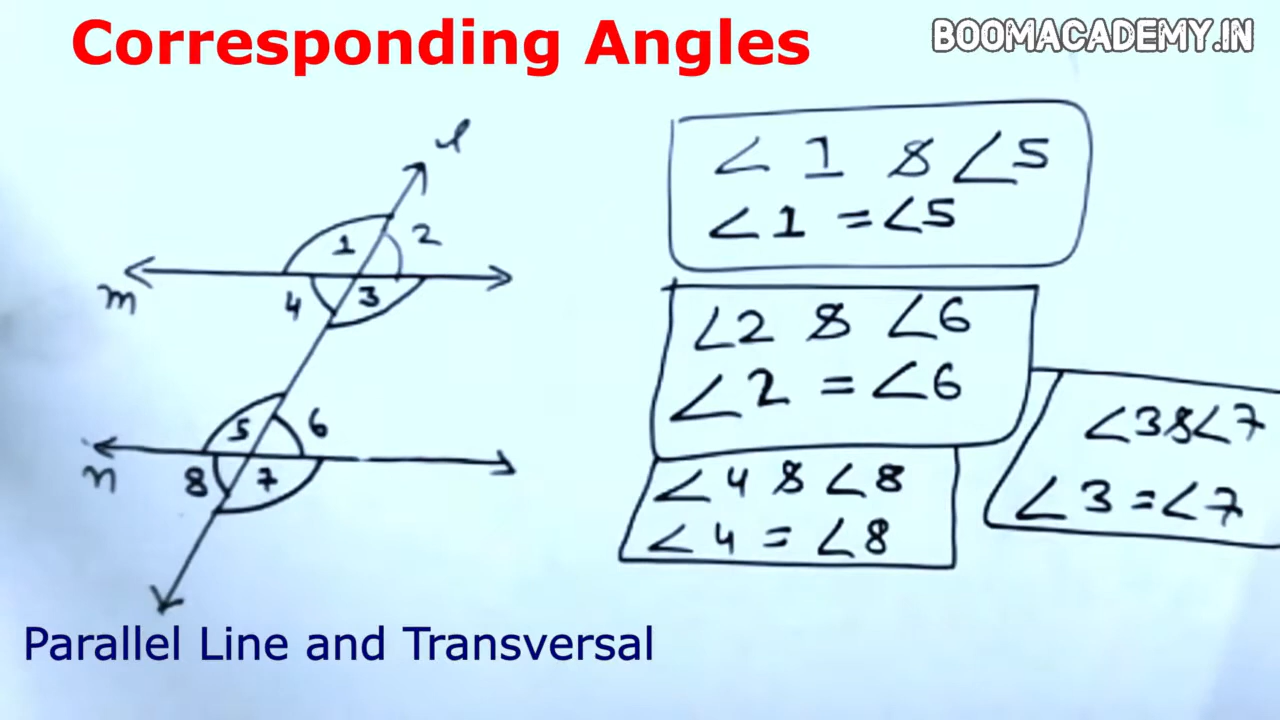 Corresponding Angles
BOOMACADEMY.IN
l
1 2
m 4 3
5 6
n 8 7
∠1 & ∠5
∠1 = ∠5
∠2 & ∠6
∠2 = ∠6
∠3 & ∠7
∠3 = ∠7
∠4 & ∠8
∠4 = ∠8
Parallel Line and Transversal